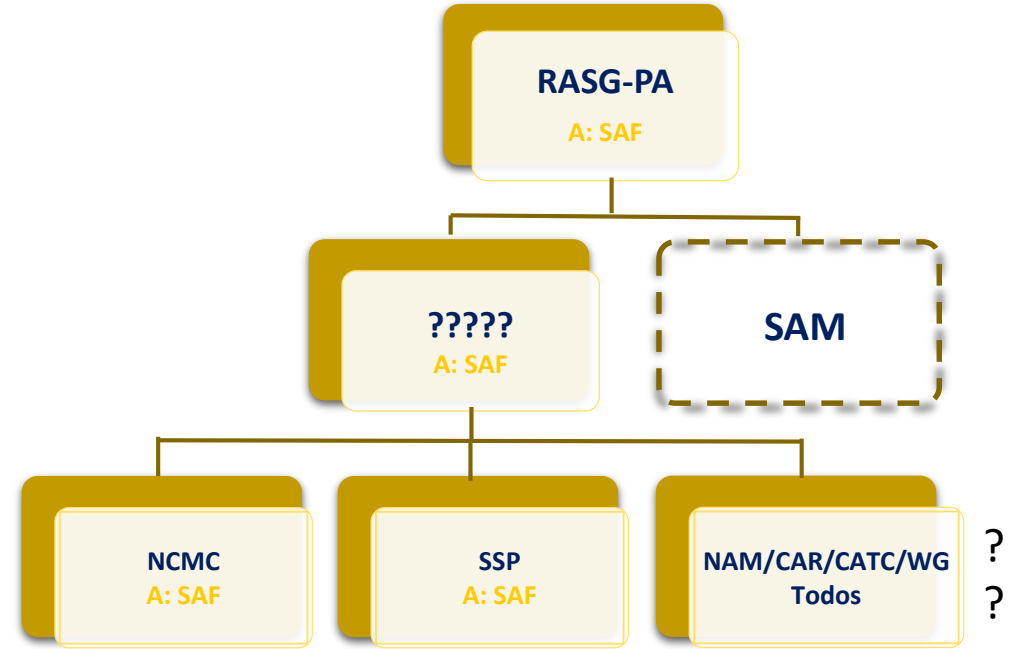 RASG-PA
A: SAF
?????
A: SAF
SAM
NCMC
A: SAF
SSP
A: SAF
NAM/CAR/CATC/WG
Todos
?
?